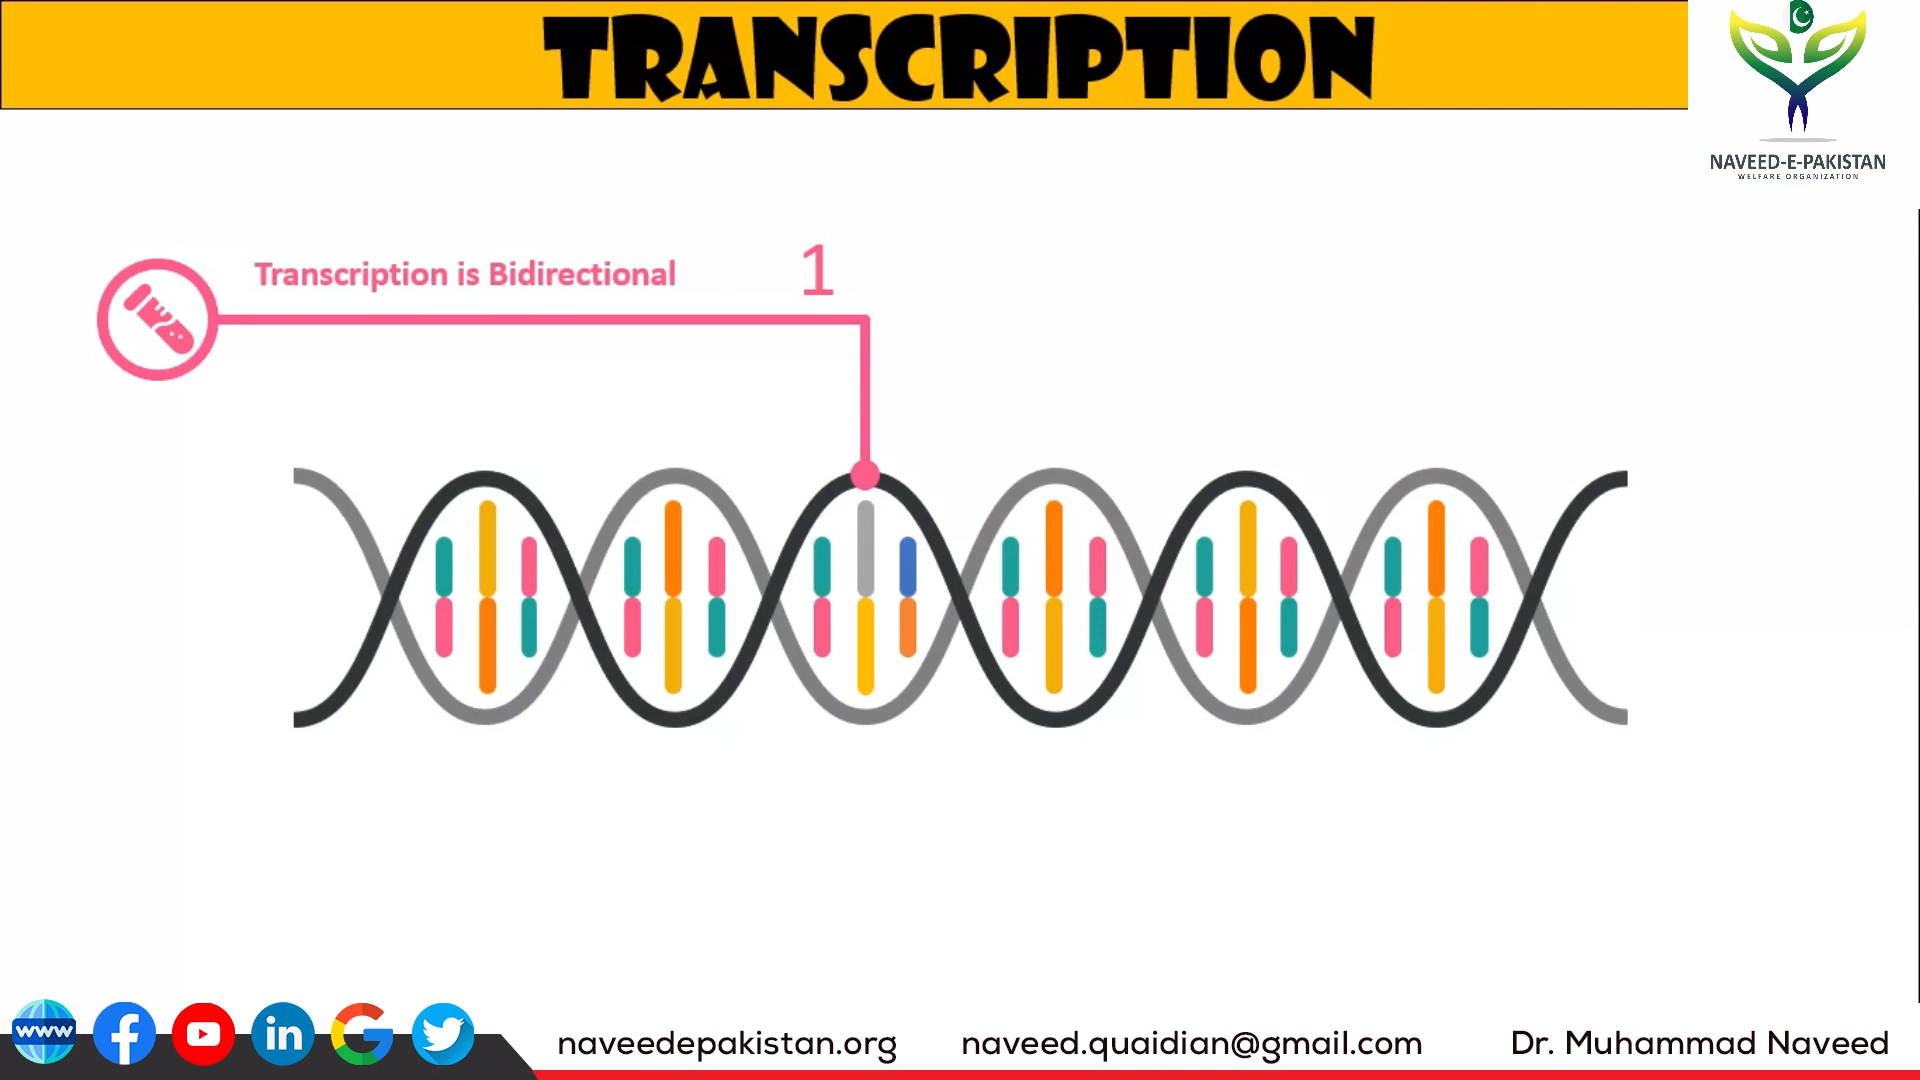 TRANSCRIPTION
NAVEED-E-PAKISTAN
WELFARE ORGANIZATION
Transcription is Bidirectional
1
www
in
naveedepakistan.org
naveed.quaidian@gmail.com
Dr. Muhammad Naveed